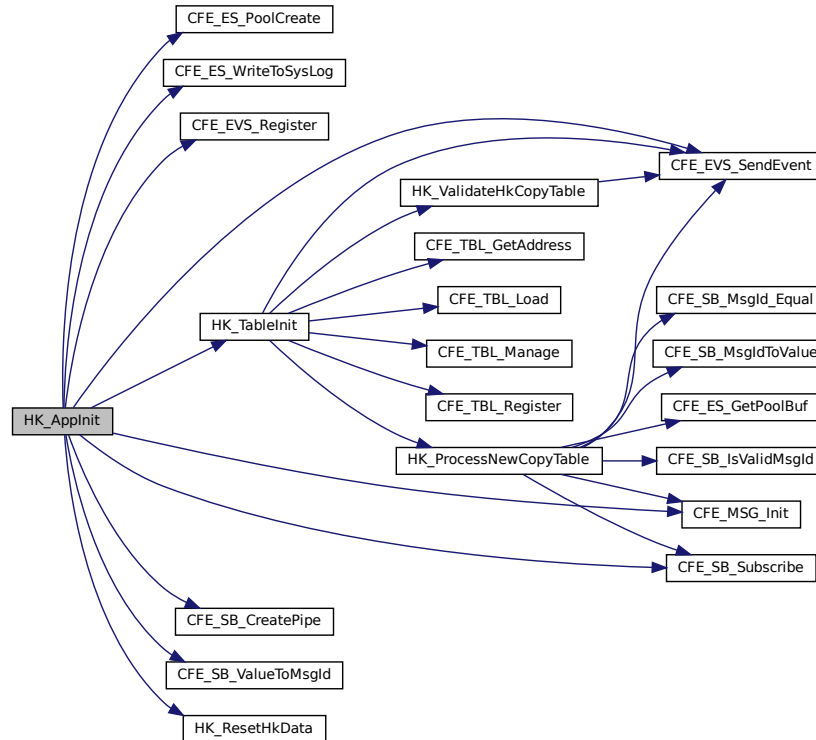 CFE_ES_PoolCreate
CFE_ES_WriteToSysLog
CFE_EVS_Register
CFE_EVS_SendEvent
HK_ValidateHkCopyTable
CFE_TBL_GetAddress
CFE_TBL_Load
CFE_SB_MsgId_Equal
HK_TableInit
CFE_TBL_Manage
CFE_SB_MsgIdToValue
CFE_TBL_Register
CFE_ES_GetPoolBuf
HK_AppInit
HK_ProcessNewCopyTable
CFE_SB_IsValidMsgId
CFE_MSG_Init
CFE_SB_Subscribe
CFE_SB_CreatePipe
CFE_SB_ValueToMsgId
HK_ResetHkData